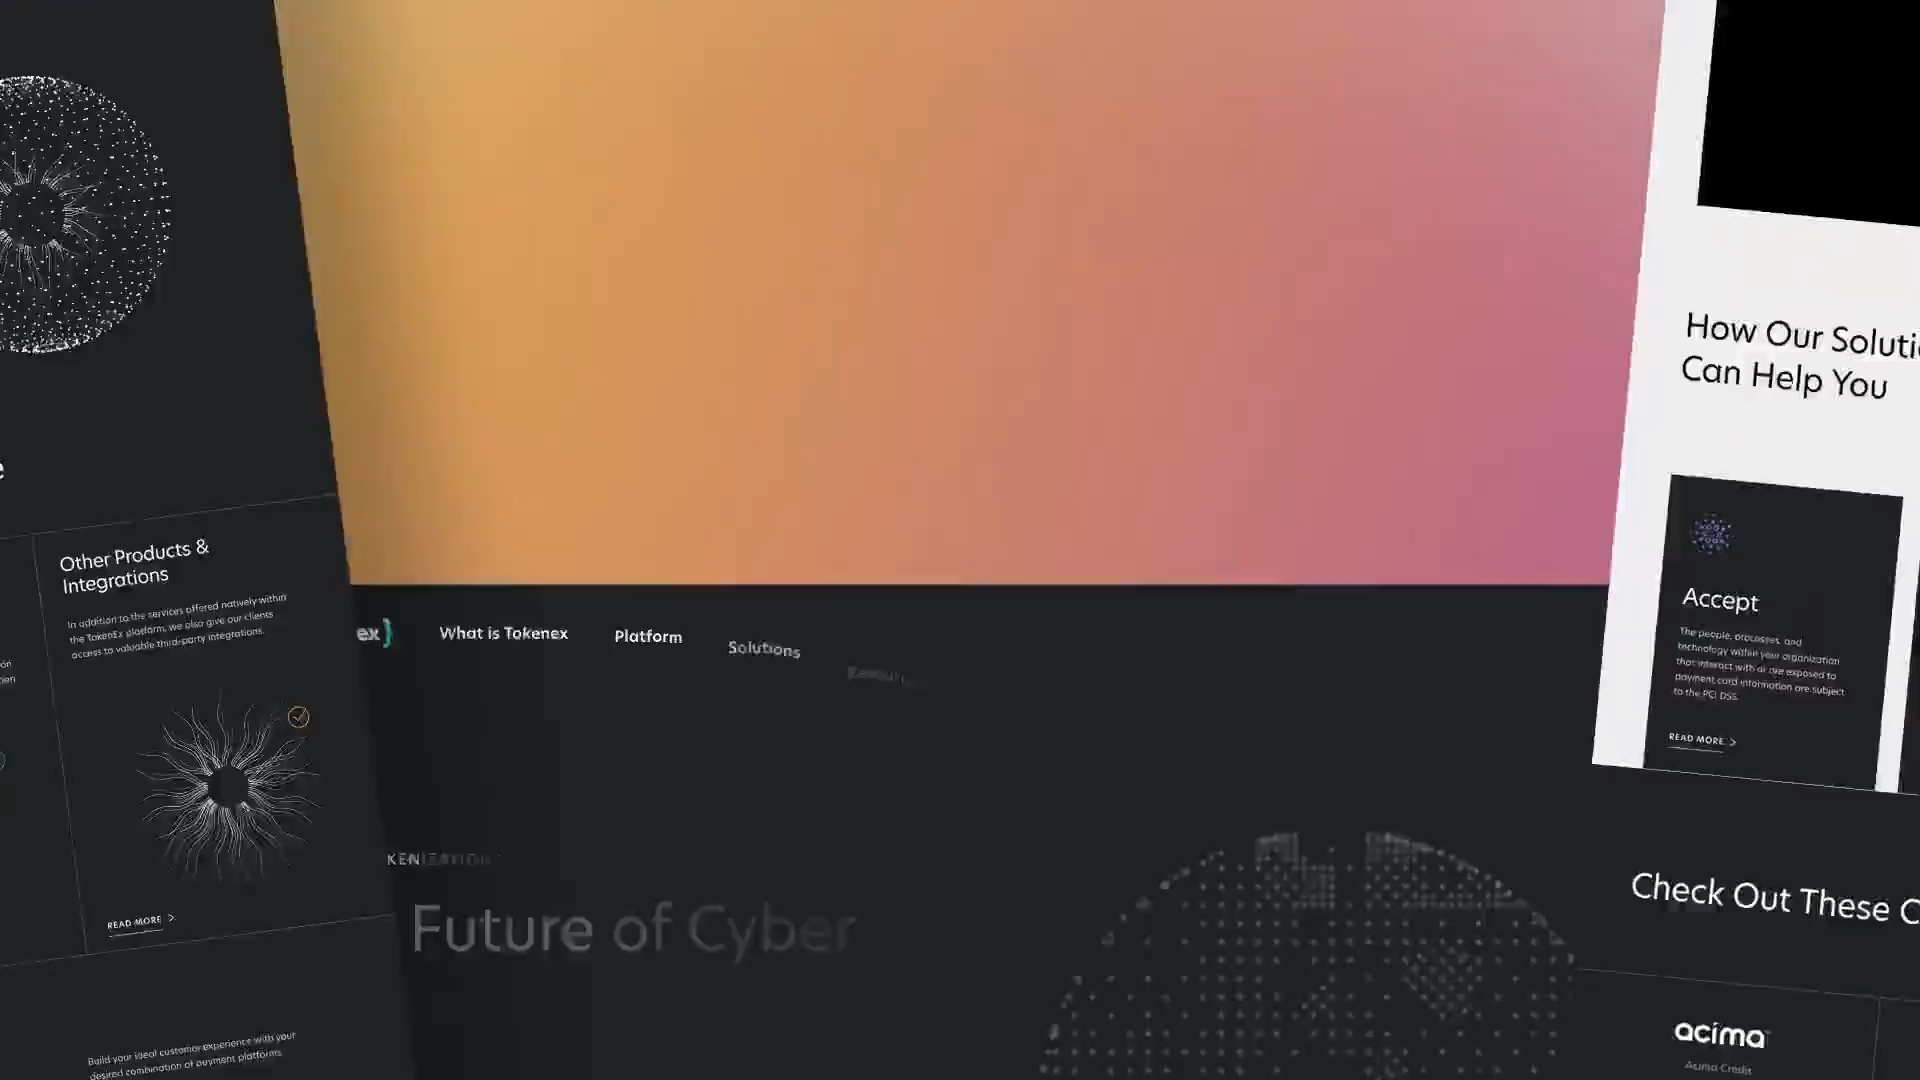 e
Other Products &
Integrations
In addition to the services offered natively within
the TokenEx platform, we also give our clients
access to valuable third-party integrations.
on
READ MORE >
Build your ideal customer experience with your
desired combination of payment platforms.
ex}
What is Tokenex
Platform
Solutions
KENIZATION
Future of Cyber
How Our Soluti
Can Help You
Accept
The people, processes, and
technology within your organization
that interact with or are exposed to
payment card information are subject
to the PCI DSS.
READ MORE >
Check Out These C
acima
Acima Credit